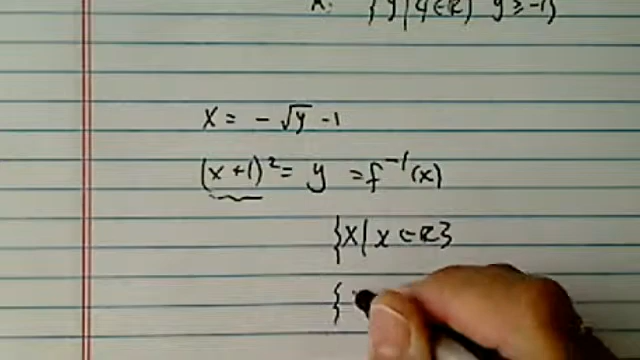 R: {y | y ∈ ℝ, y ≥ -1}
x = - √y - 1
(x + 1)² = y = f⁻¹(x)
{x | x ∈ ℝ}
{